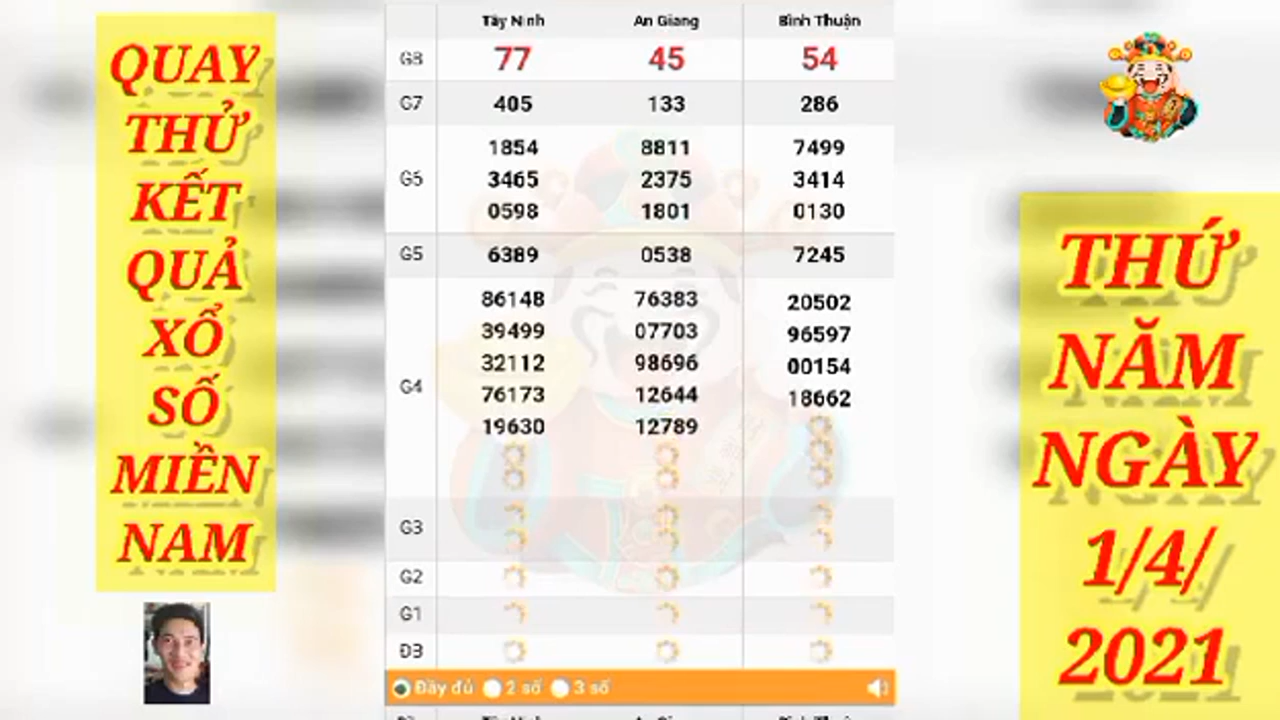 QUAY
THỬ
KẾT
QUẢ
XỔ
SỐ
MIỀN
NAM
Tây Ninh An Giang Bình Thuận
G8 77 45 54
G7 405 133 286
1854 8811 7499
G6 3465 2375 3414
0598 1801 0130
G5 6389 0538 7245
86148 76383 20502
39499 07703 96597
32112 98696 00154
G4
76173 12644 18662
19630 12789
G3
G2
G1
ĐB
Đầy đủ 2 số 3 số
THỨ
NĂM
NGÀY
1/4/
2021